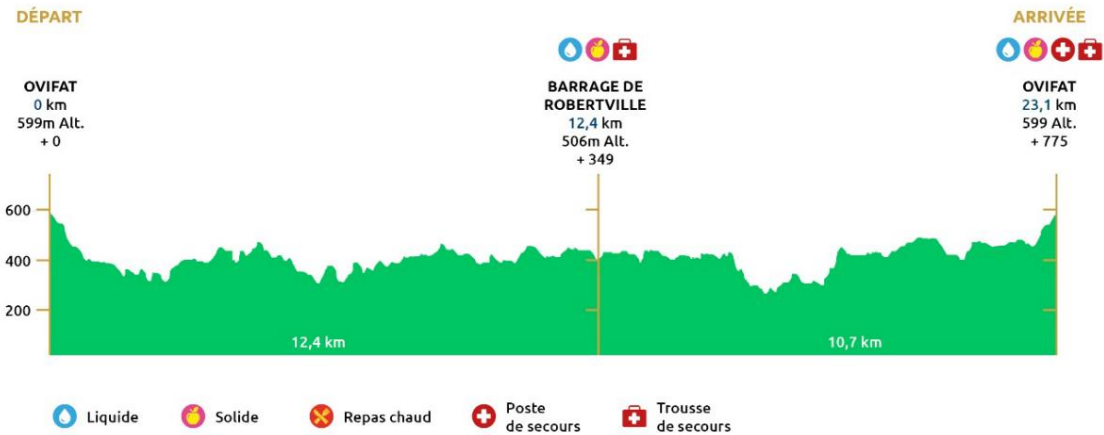 DÉPART
ARRIVÉE
OVIFAT
0 km
599m Alt.
+ 0
BARRAGE DE
ROBERTVILLE
12,4 km
506m Alt.
+ 349
OVIFAT
23,1 km
599 Alt.
+ 775
600
400
200
12,4 km
10,7 km
Liquide
Solide
Repas chaud
Poste
de secours
Trousse
de secours